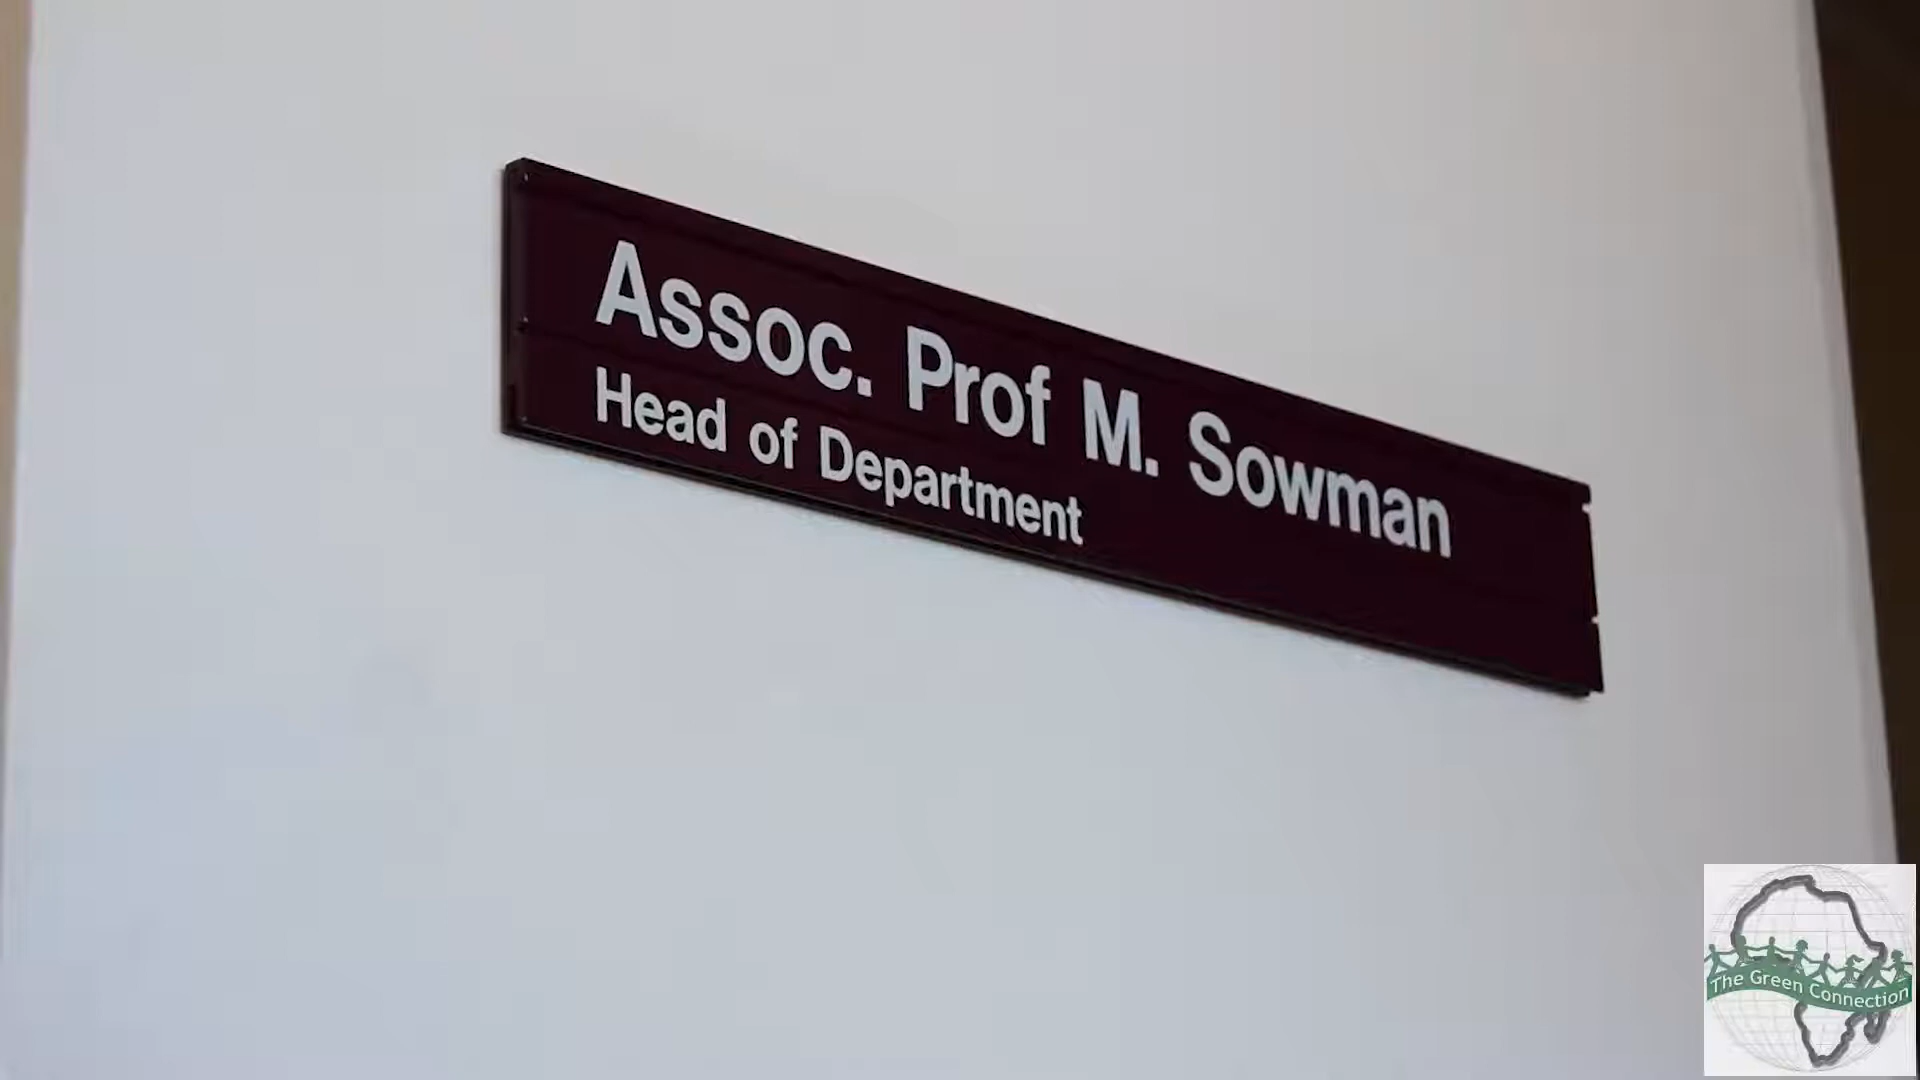 Assoc. Prof M. Sowman
Head of Department
The Green Connection